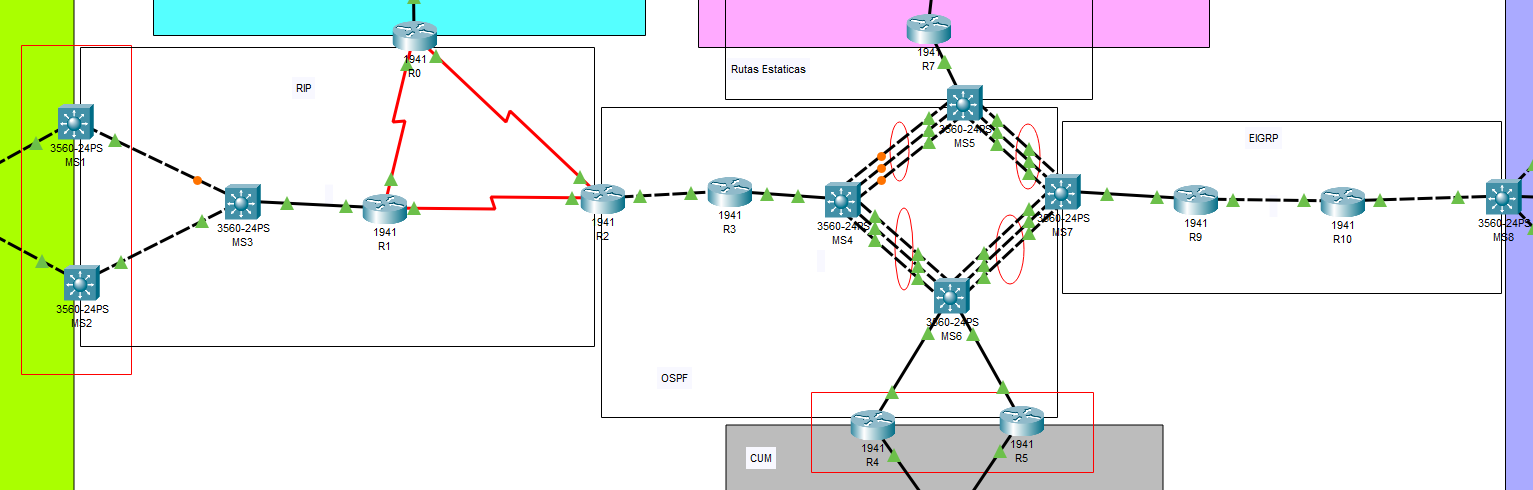 1941
R0
RIP
3560-24PS
MS1
3560-24PS
MS3
1941
R1
3560-24PS
MS2
1941
R2
1941
R3
3560-24PS
MS4
1941
R7
Rutas Estaticas
3560-24PS
MS5
3560-24PS
MS7
3560-24PS
MS6
OSPF
EIGRP
1941
R9
1941
R10
3560-24PS
MS8
CUM
1941
R4
1941
R5